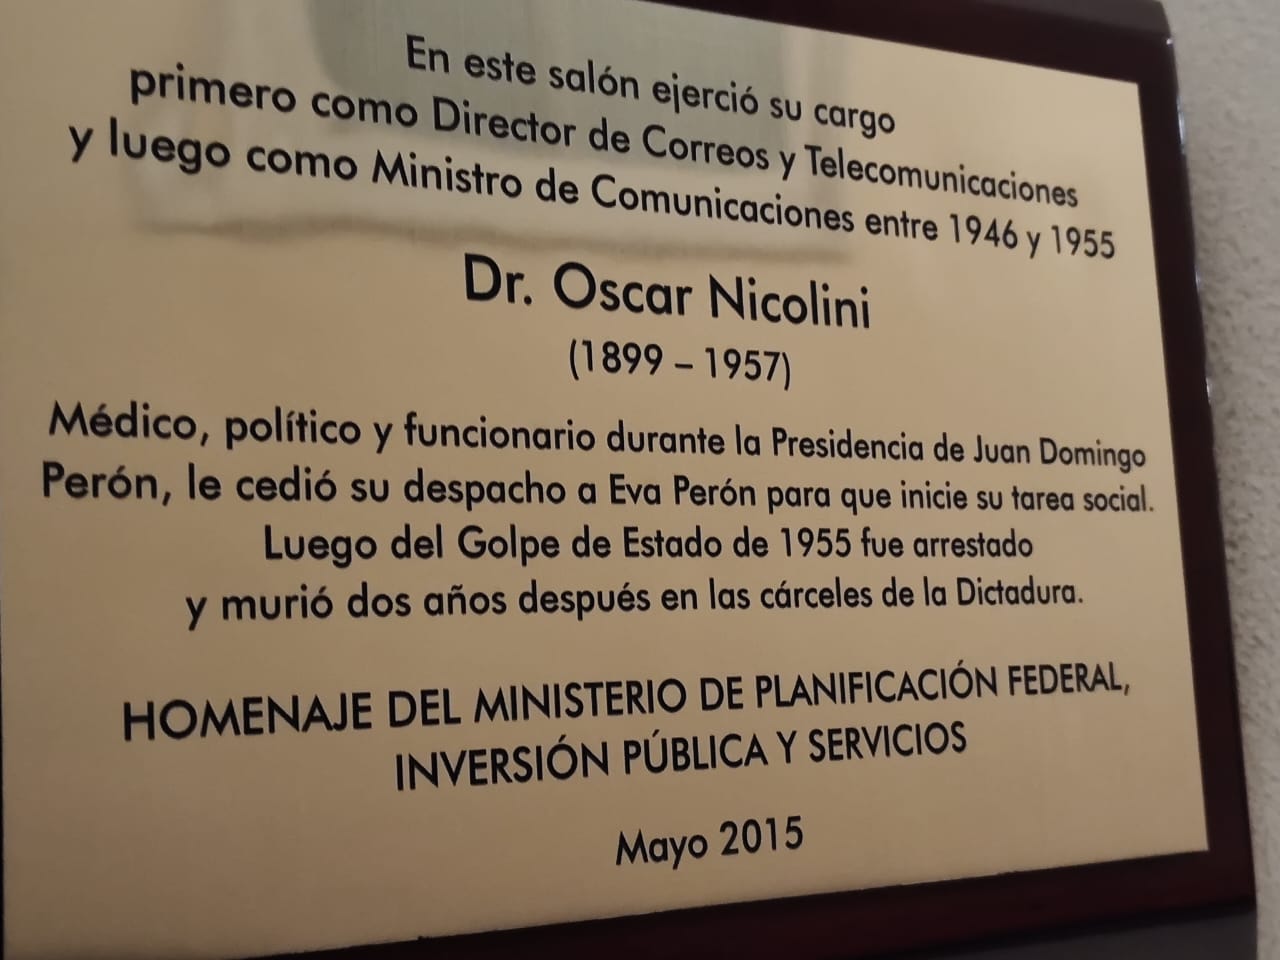 En este salón ejerció su cargo
primero como Director de Correos y Telecomunicaciones
y luego como Ministro de Comunicaciones entre 1946 y 1955
Dr. Oscar Nicolini
(1899 – 1957)
Médico, político y funcionario durante la Presidencia de Juan Domingo
Perón, le cedió su despacho a Eva Perón para que inicie su tarea social.
Luego del Golpe de Estado de 1955 fue arrestado
y murió dos años después en las cárceles de la Dictadura.
HOMENAJE DEL MINISTERIO DE PLANIFICACIÓN FEDERAL,
INVERSIÓN PÚBLICA Y SERVICIOS
Mayo 2015